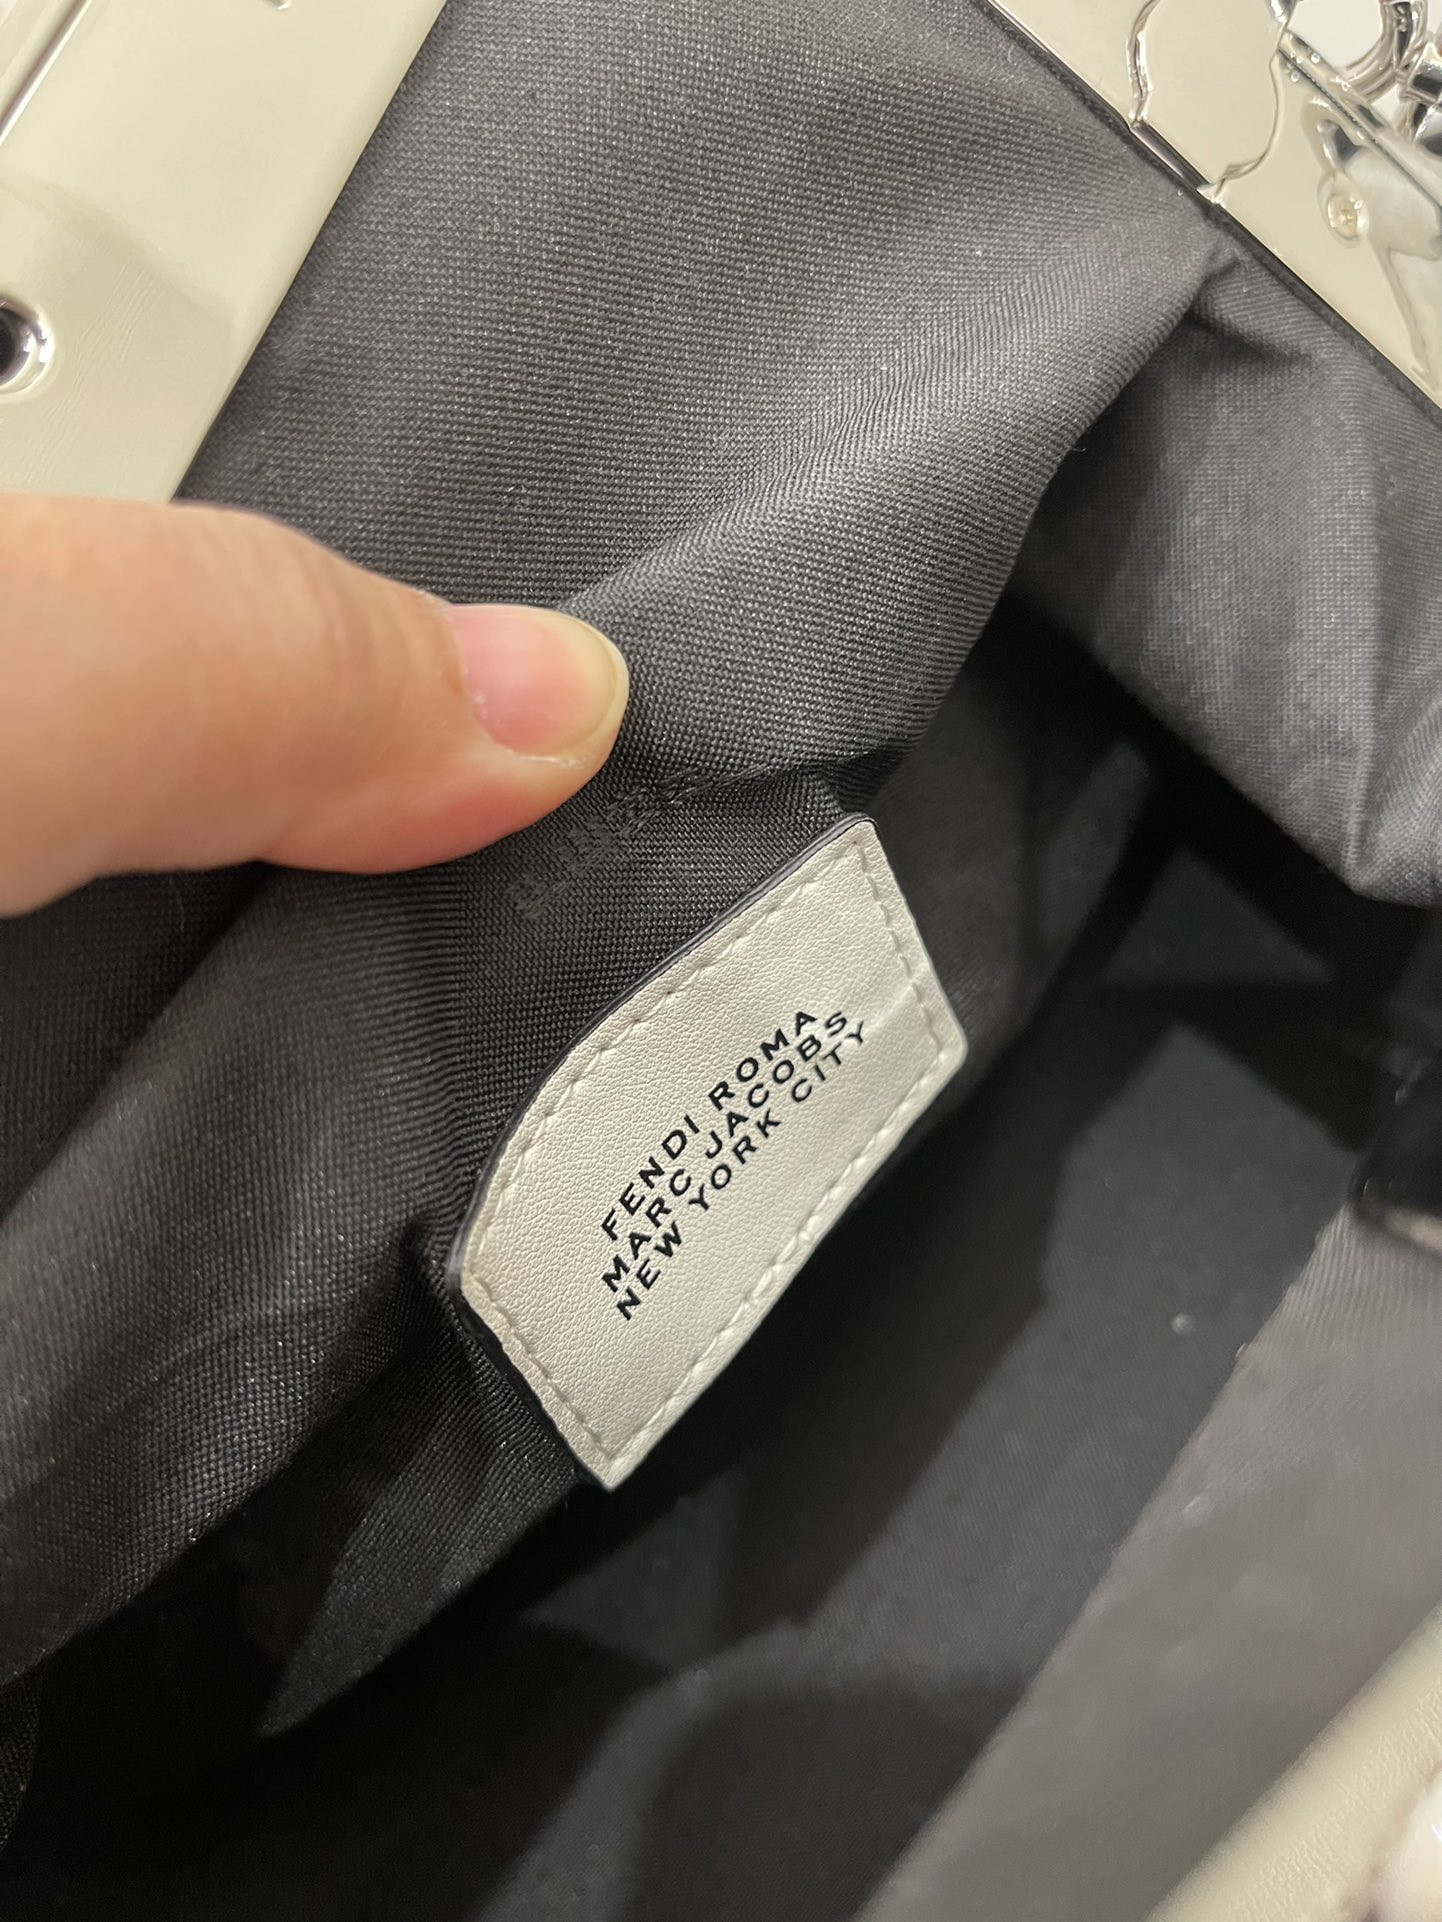 FENDI ROMA
MARC JACOBS
NEW YORK CITY